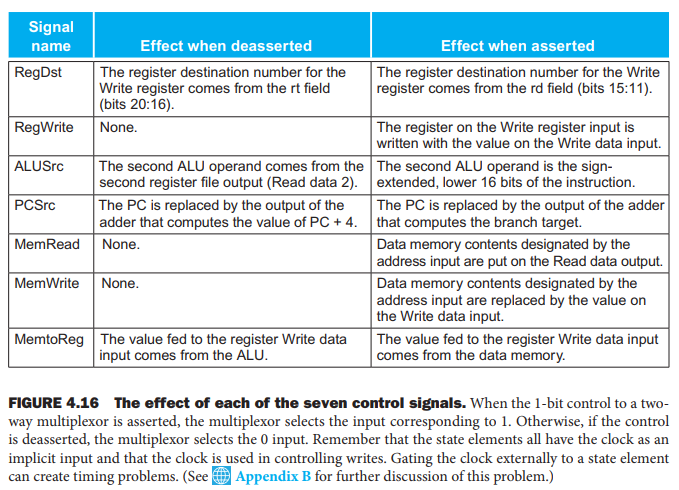 Signal
name
Effect when deasserted
Effect when asserted
RegDst
The register destination number for the
Write register comes from the rt field
(bits 20:16).
The register destination number for the Write
register comes from the rd field (bits 15:11).
RegWrite
None.
The register on the Write register input is
written with the value on the Write data input.
ALUSrc
The second ALU operand comes from the
second register file output (Read data 2).
The second ALU operand is the sign-
extended, lower 16 bits of the instruction.
PCSrc
The PC is replaced by the output of the
adder that computes the value of PC + 4.
The PC is replaced by the output of the adder
that computes the branch target.
MemRead
None.
Data memory contents designated by the
address input are put on the Read data output.
MemWrite
None.
Data memory contents designated by the
address input are replaced by the value on
the Write data input.
MemtoReg
The value fed to the register Write data
input comes from the ALU.
The value fed to the register Write data input
comes from the data memory.
FIGURE 4.16 The effect of each of the seven control signals. When the 1-bit control to a two-
way multiplexor is asserted, the multiplexor selects the input corresponding to 1. Otherwise, if the control
is deasserted, the multiplexor selects the 0 input. Remember that the state elements all have the clock as an
implicit input and that the clock is used in controlling writes. Gating the clock externally to a state element
can create timing problems. (See Appendix B for further discussion of this problem.)